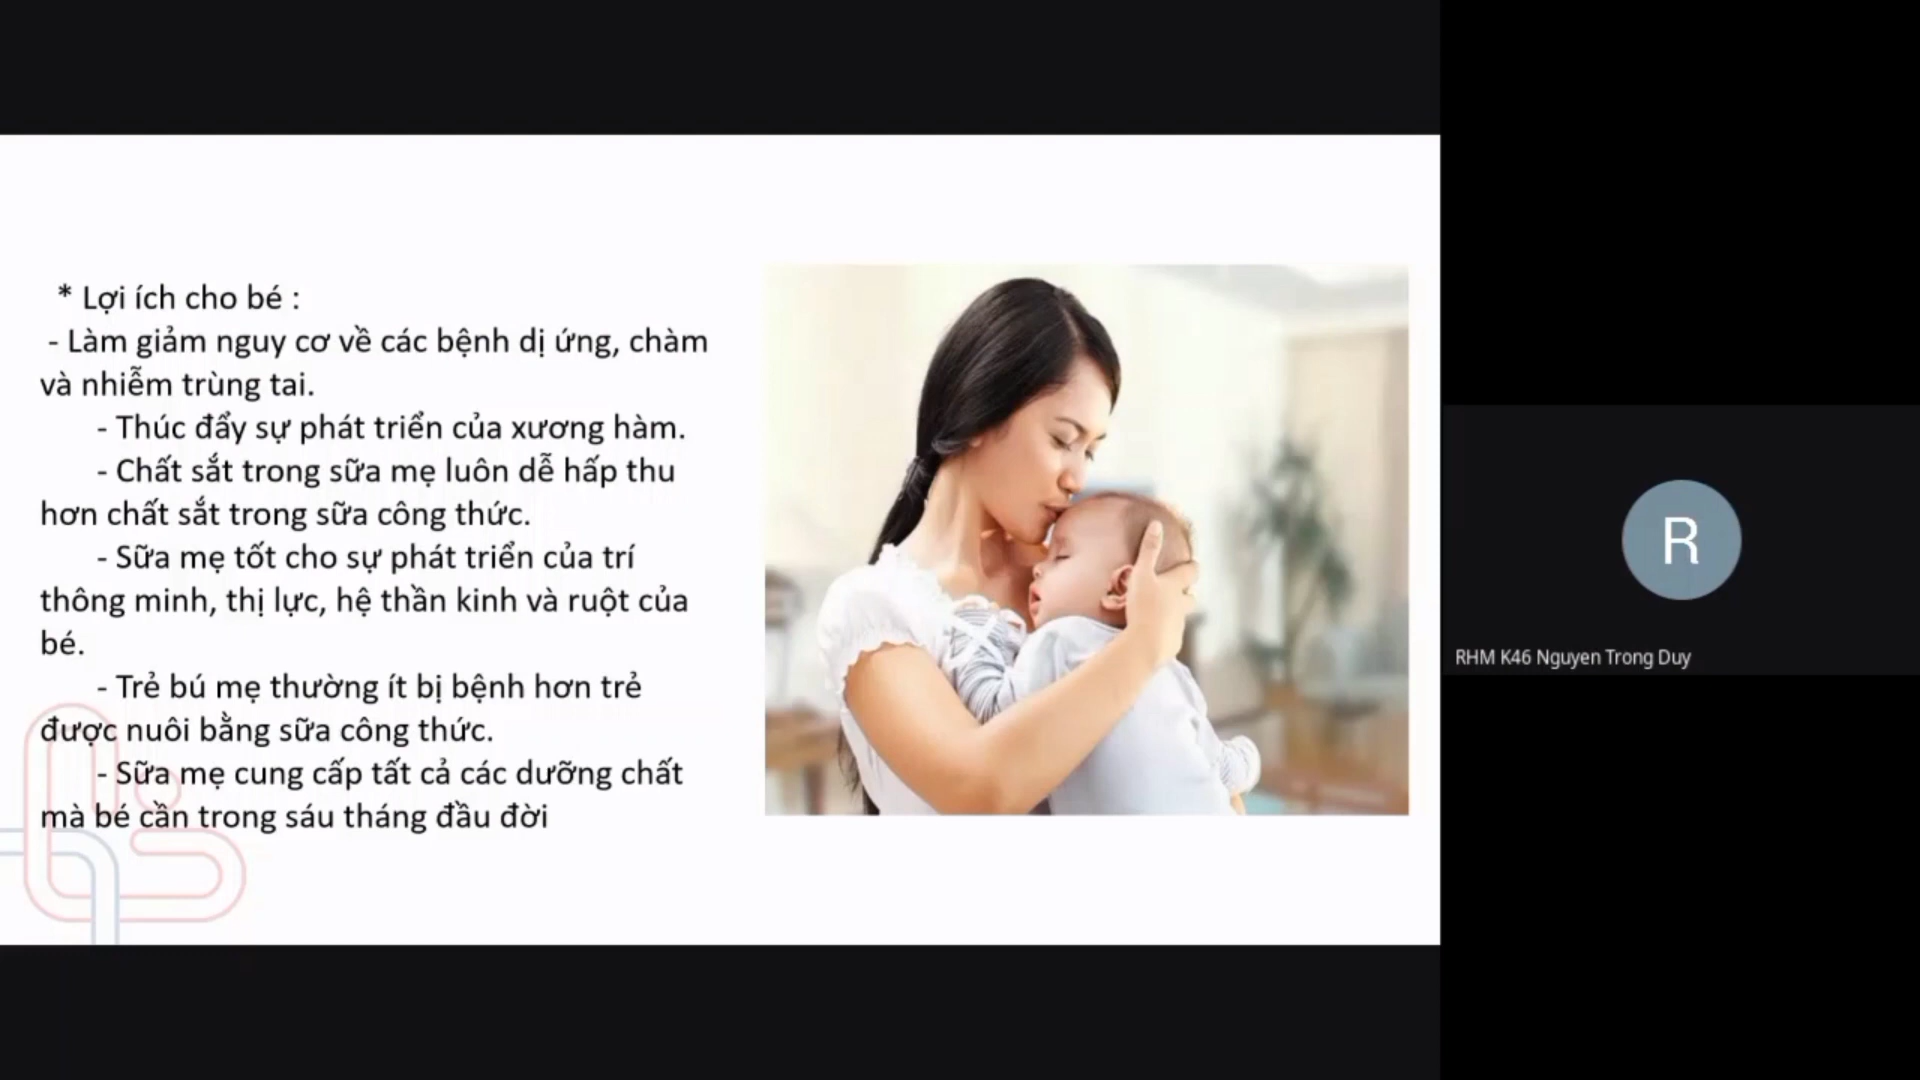 * Lợi ích cho bé :
- Làm giảm nguy cơ về các bệnh dị ứng, chàm
và nhiễm trùng tai.
- Thúc đẩy sự phát triển của xương hàm.
- Chất sắt trong sữa mẹ luôn dễ hấp thu
hơn chất sắt trong sữa công thức.
- Sữa mẹ tốt cho sự phát triển của trí
thông minh, thị lực, hệ thần kinh và ruột của
bé.
- Trẻ bú mẹ thường ít bị bệnh hơn trẻ
được nuôi bằng sữa công thức.
- Sữa mẹ cung cấp tất cả các dưỡng chất
mà bé cần trong sáu tháng đầu đời
R
RHM K46 Nguyen Trong Duy